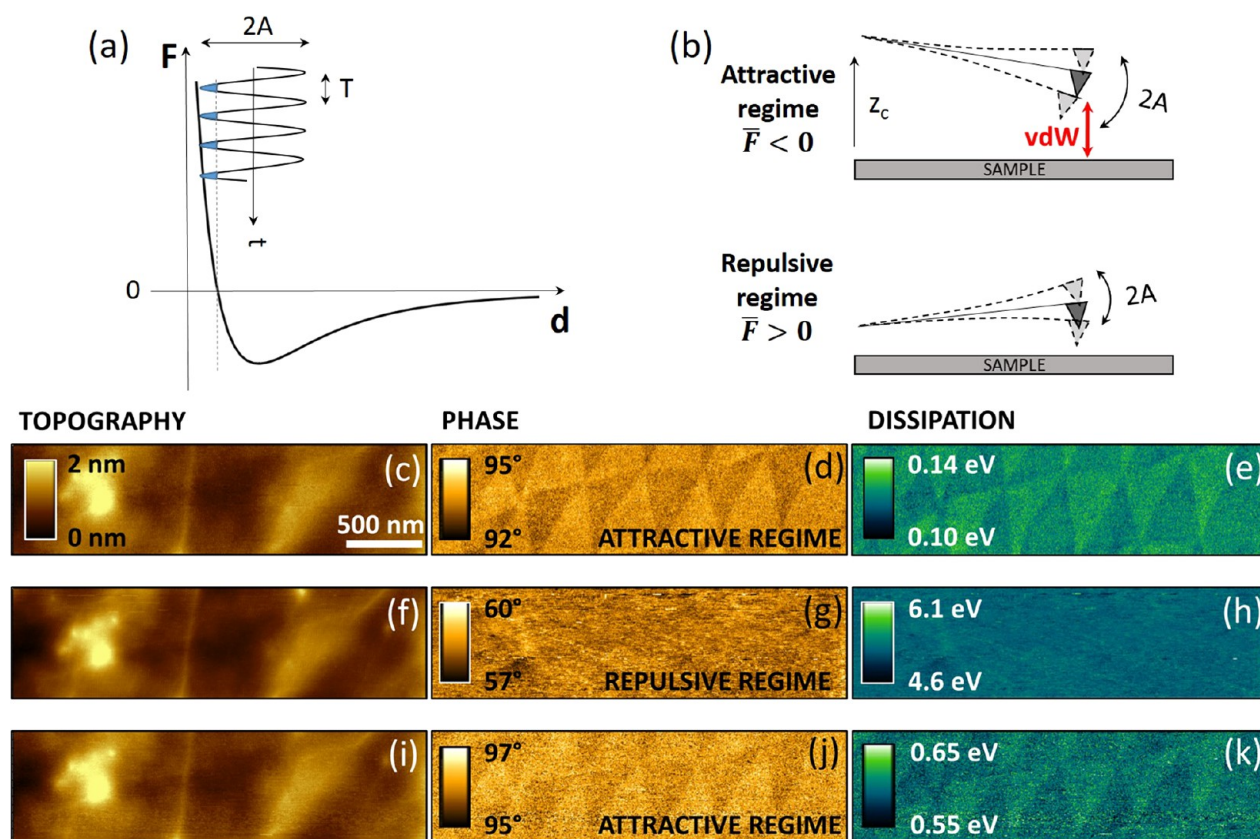 (a)
F
2A
T
t
0
d
(b)
Attractive
regime
F̅ < 0
z_c
2A
vdW
SAMPLE
Repulsive
regime
F̅ > 0
2A
SAMPLE
TOPOGRAPHY
PHASE
DISSIPATION
2 nm
0 nm
500 nm
(c)
95°
92°
ATTRACTIVE REGIME
(d)
0.14 eV
0.10 eV
(e)
(f)
60°
57°
REPULSIVE REGIME
(g)
6.1 eV
4.6 eV
(h)
(i)
97°
95°
ATTRACTIVE REGIME
(j)
0.65 eV
0.55 eV
(k)